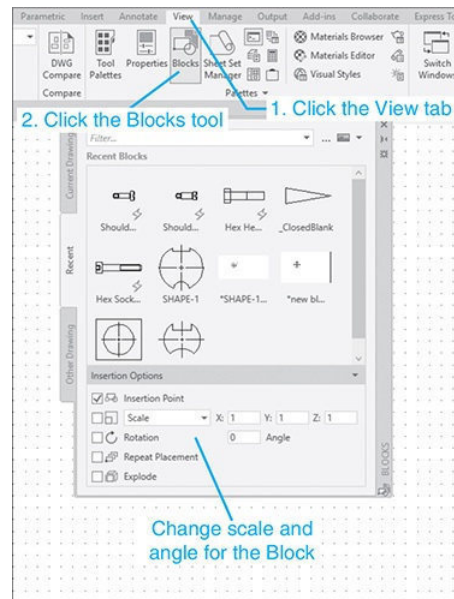 Parametric Insert Annotate View Manage Output Add-ins Collaborate Express To
DWG Compare
Tool Palettes
Properties
Blocks
Sheet Set Manager
Materials Browser
Materials Editor
Visual Styles
Switch Windows
Compare
Palettes
1. Click the View tab
2. Click the Blocks tool
Filter...
...
Recent Blocks
Current Drawing
Recent
Other Drawing
Should... Should... Hex He... _ClosedBlank
Hex Sock... SHAPE-1 *SHAPE-1... *new bl...
Insertion Options
Insertion Point
Scale X: 1 Y: 1 Z: 1
Rotation 0 Angle
Repeat Placement
Explode
BLOCKS
Change scale and
angle for the Block